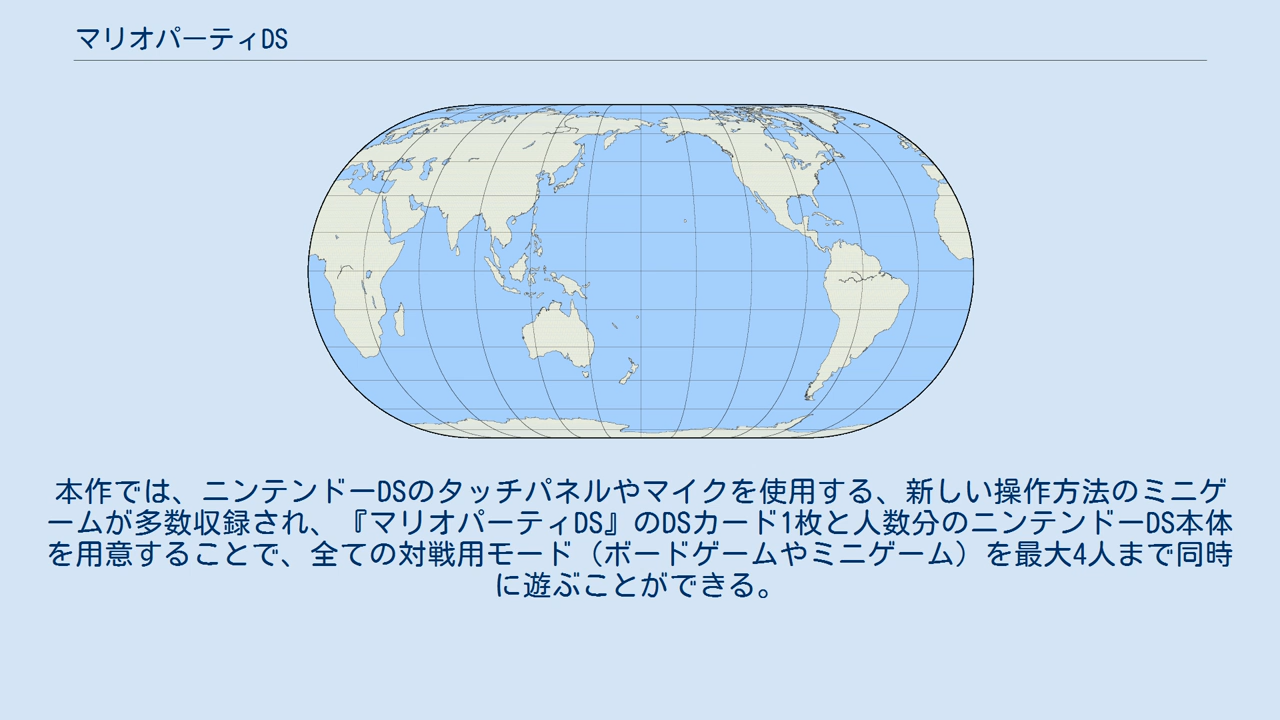 マリオパーティDS
本作では、ニンテンドーDSのタッチパネルやマイクを使用する、新しい操作方法のミニゲ
ームが多数収録され、『マリオパーティDS』のDSカード1枚と人数分のニンテンドーDS本体
を用意することで、全ての対戦用モード（ボードゲームやミニゲーム）を最大4人まで同時
に遊ぶことができる。